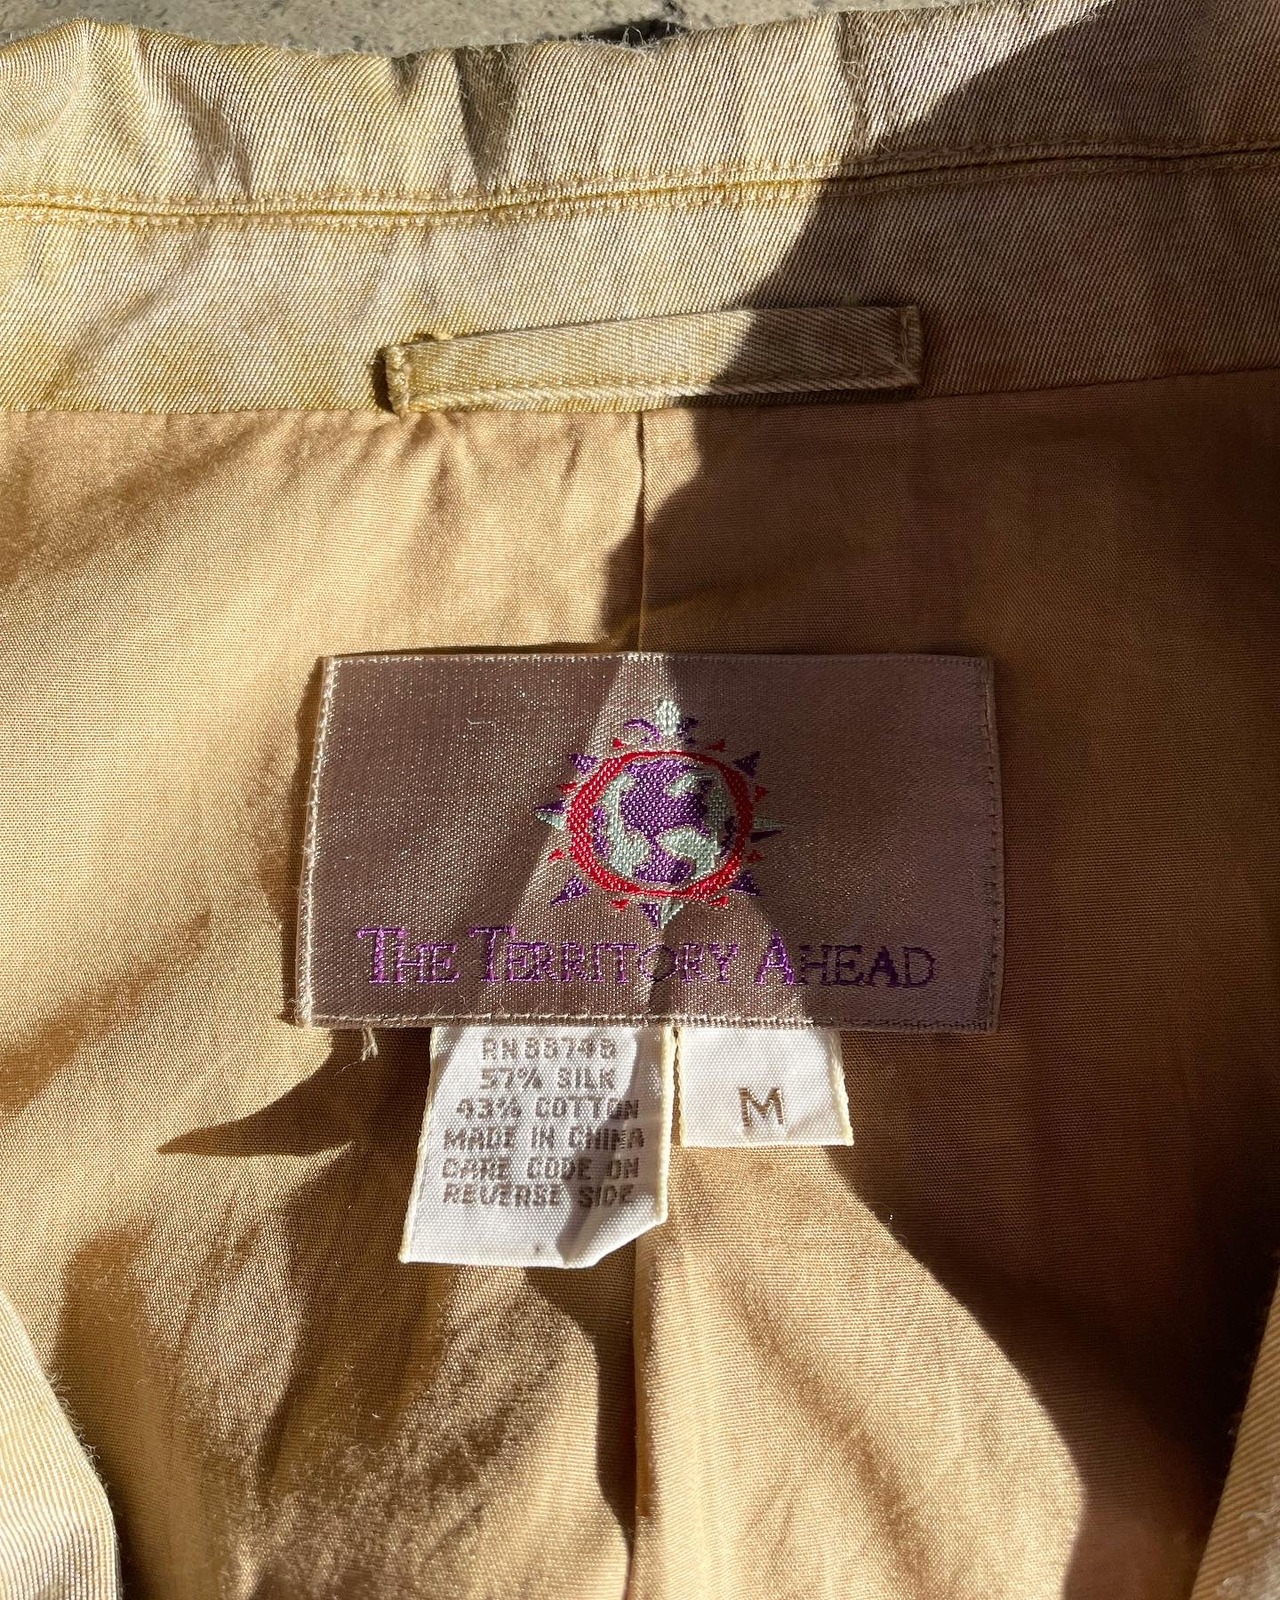 THE TERRITORY AHEAD
57% SILK
43% COTTON
MADE IN CHINA
CARE CODE ON
REVERSE SIDE
M